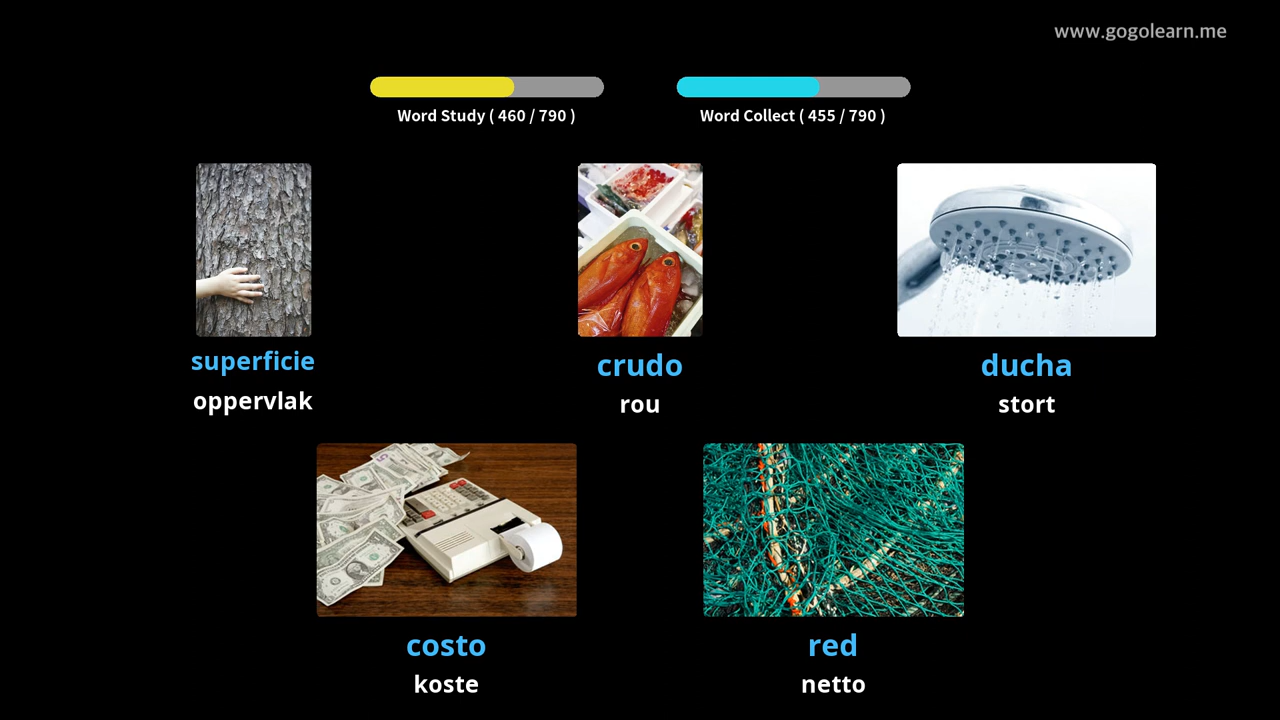 www.gogolearn.me
Word Study ( 460 / 790 )
Word Collect ( 455 / 790 )
superficie
oppervlak
crudo
rou
ducha
stort
costo
koste
red
netto